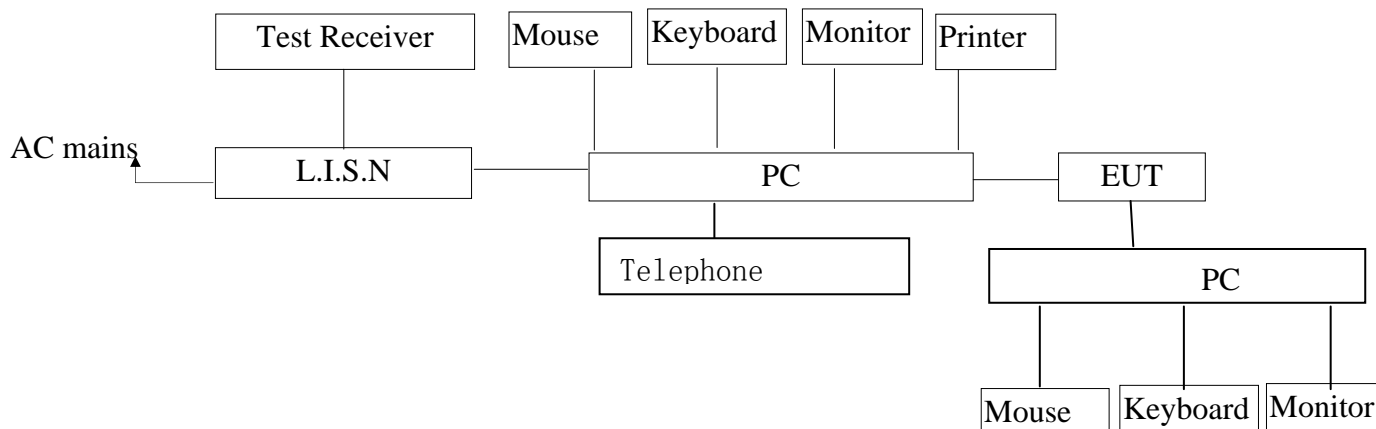 Test Receiver
Mouse
Keyboard
Monitor
Printer
AC mains
L.I.S.N
PC
EUT
Telephone
PC
Mouse
Keyboard
Monitor